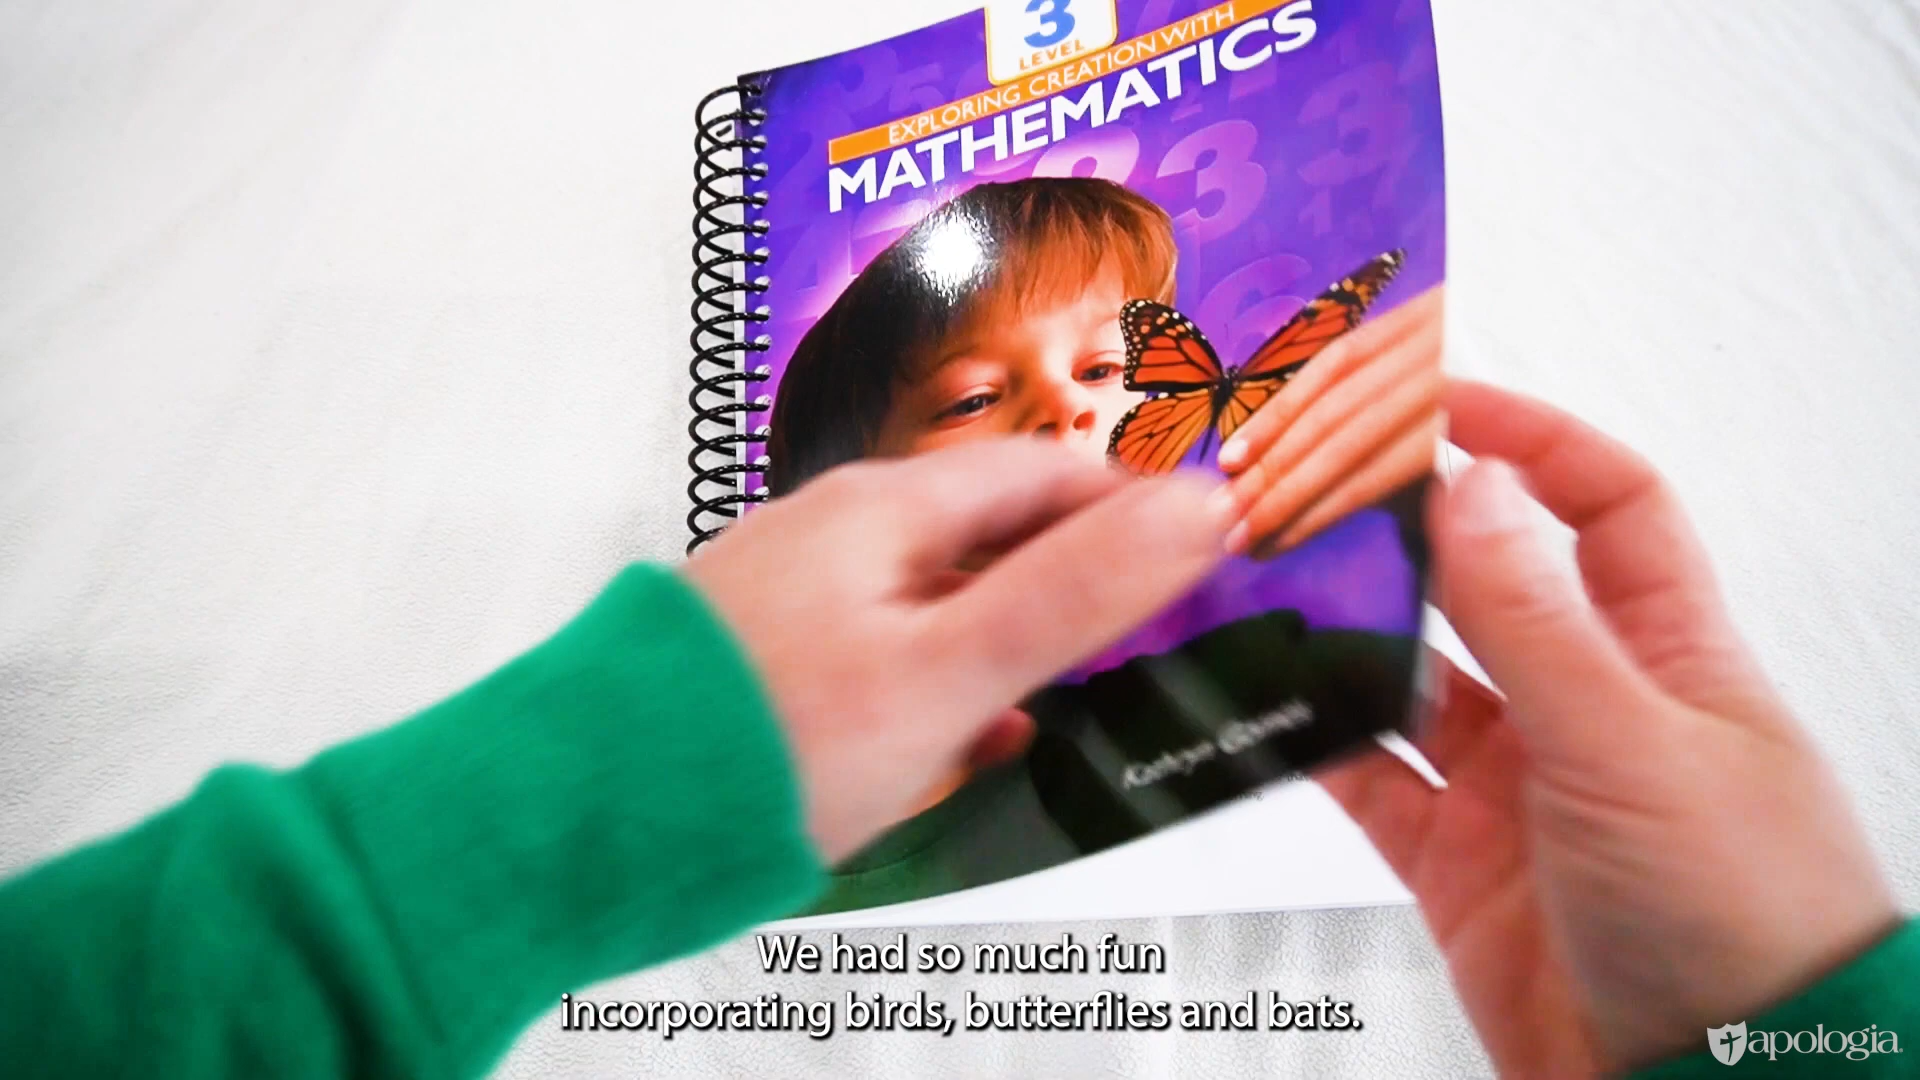 3
LEVEL
EXPLORING CREATION WITH
MATHEMATICS
We had so much fun
incorporating birds, butterflies and bats.
apologia